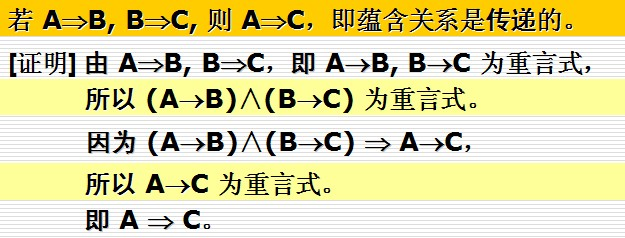 若 A⇒B, B⇒C, 则 A⇒C，即蕴含关系是传递的。
[证明] 由 A⇒B, B⇒C，即 A→B, B→C 为重言式，
所以 (A→B)∧(B→C) 为重言式。
因为 (A→B)∧(B→C) ⇒ A→C，
所以 A→C 为重言式。
即 A ⇒ C。